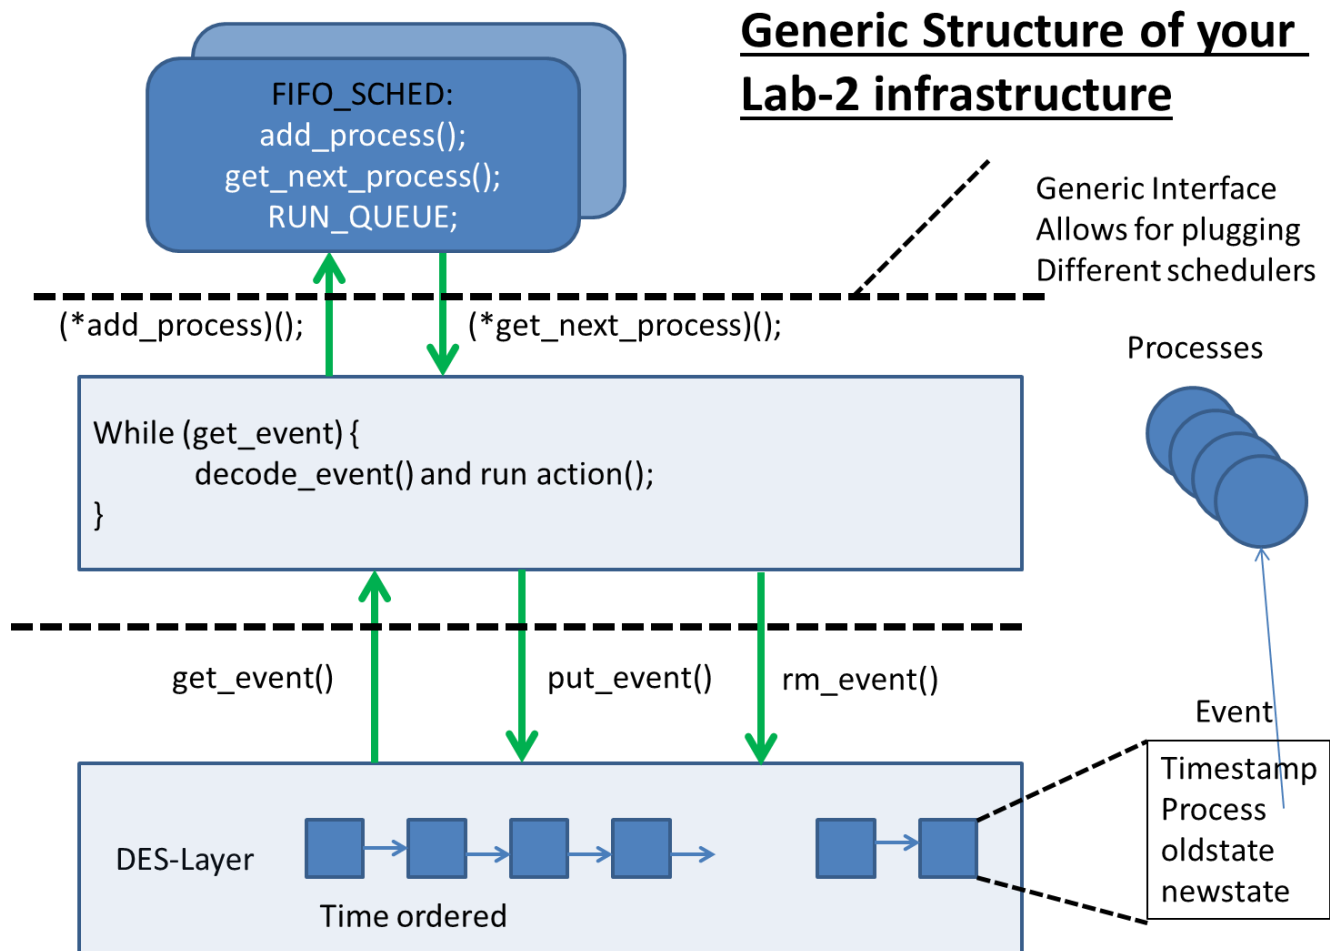 Generic Structure of your
Lab-2 infrastructure
FIFO_SCHED:
add_process();
get_next_process();
RUN_QUEUE;
Generic Interface
Allows for plugging
Different schedulers
(*add_process)();
(*get_next_process)();
Processes
While (get_event) {
decode_event() and run action();
}
get_event()
put_event()
rm_event()
Event
Timestamp
Process
oldstate
newstate
DES-Layer
Time ordered